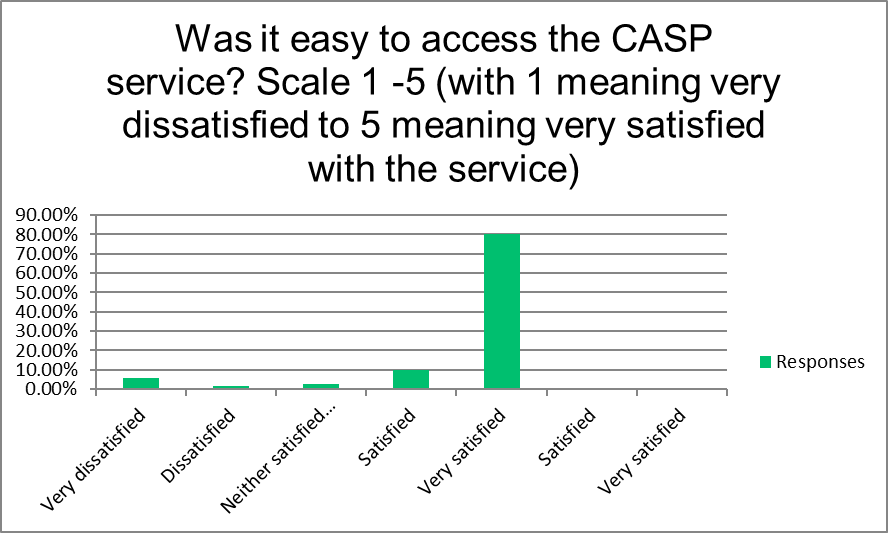 Was it easy to access the CASP
service? Scale 1 -5 (with 1 meaning very
dissatisfied to 5 meaning very satisfied
with the service)
90.00%
80.00%
70.00%
60.00%
50.00%
40.00%
30.00%
20.00%
10.00%
0.00%
Responses
Very dissatisfied
Dissatisfied
Neither satisfied...
Satisfied
Very satisfied
Satisfied
Very satisfied